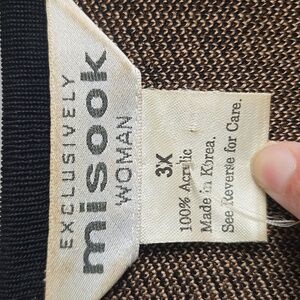 EXCLUSIVELY
misook
WOMAN
3X
100% Acrylic
Made in Korea.
See Reverse for Care.